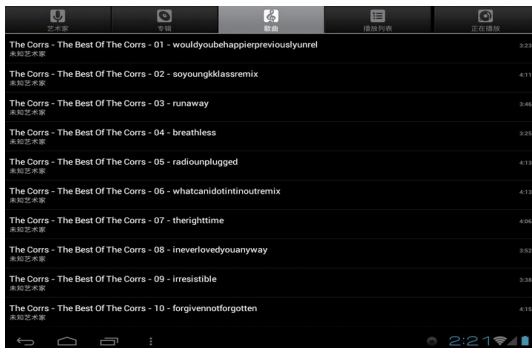 艺术家
专辑
歌曲
播放列表
正在播放
The Corrs - The Best Of The Corrs - 01 - wouldyoubehappierpreviouslyunrel
未知艺术家
3:23
The Corrs - The Best Of The Corrs - 02 - soyoungkklassremix
未知艺术家
4:11
The Corrs - The Best Of The Corrs - 03 - runaway
未知艺术家
3:46
The Corrs - The Best Of The Corrs - 04 - breathless
未知艺术家
3:25
The Corrs - The Best Of The Corrs - 05 - radiounplugged
未知艺术家
4:13
The Corrs - The Best Of The Corrs - 06 - whatcanidotintinoutremix
未知艺术家
4:13
The Corrs - The Best Of The Corrs - 07 - therighttime
未知艺术家
4:06
The Corrs - The Best Of The Corrs - 08 - ineverlovedyouanyway
未知艺术家
3:52
The Corrs - The Best Of The Corrs - 09 - irresistible
未知艺术家
3:38
The Corrs - The Best Of The Corrs - 10 - forgivennotforgotten
未知艺术家
4:15
2:21